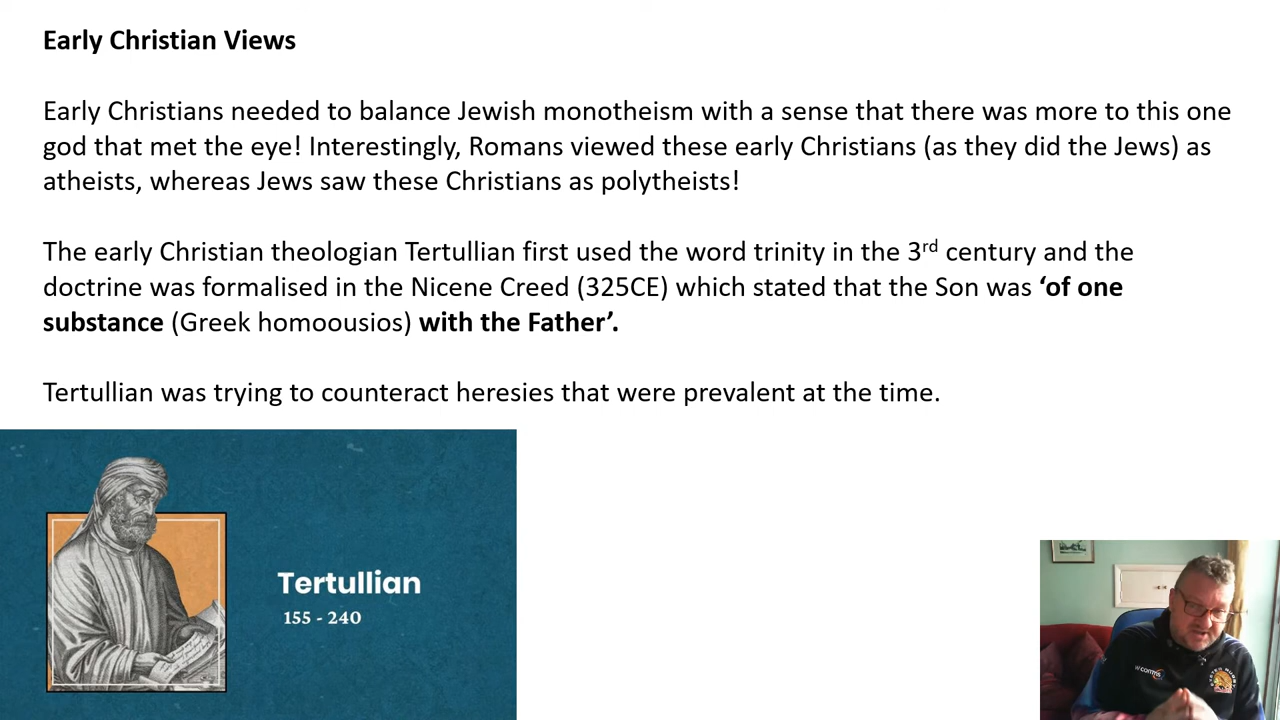 Early Christian Views
Early Christians needed to balance Jewish monotheism with a sense that there was more to this one
god that met the eye! Interestingly, Romans viewed these early Christians (as they did the Jews) as
atheists, whereas Jews saw these Christians as polytheists!
The early Christian theologian Tertullian first used the word trinity in the 3rd century and the
doctrine was formalised in the Nicene Creed (325CE) which stated that the Son was ‘of one
substance (Greek homoousios) with the Father’.
Tertullian was trying to counteract heresies that were prevalent at the time.
Tertullian
155 - 240